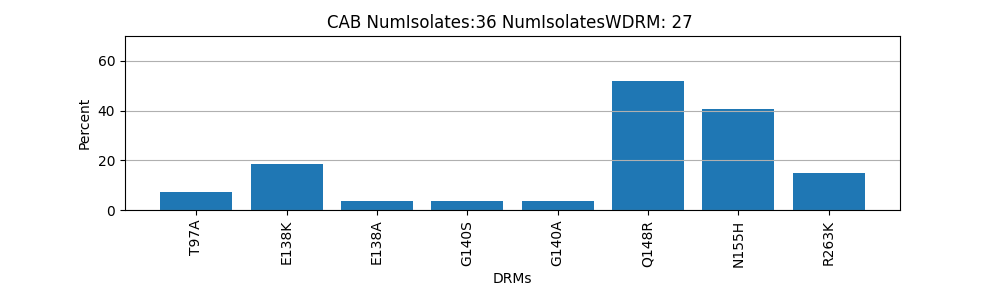 CAB NumIsolates:36 NumIsolatesWDRM: 27
Percent
60
40
20
0
T97A
E138K
E138A
G140S
G140A
Q148R
N155H
R263K
DRMs